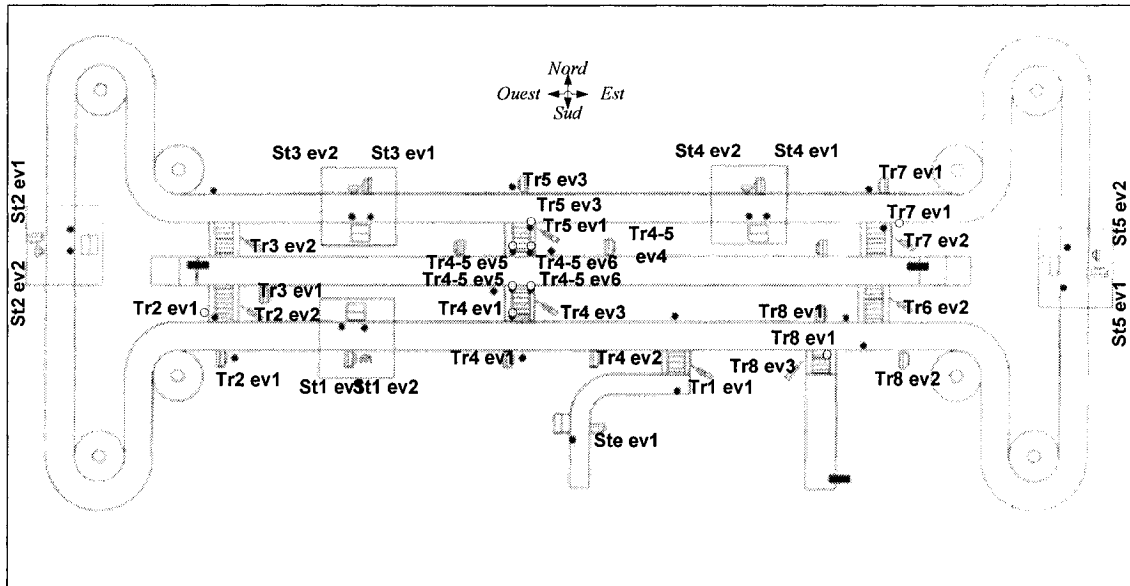 Nord
Ouest Est
Sud
St3 ev2 St3 ev1
St4 ev2 St4 ev1
Tr5 ev3
Tr7 ev1
St2 ev1
Tr5 ev3
Tr7 ev1
St5 ev2
Tr5 ev1
Tr3 ev2
Tr4-5
ev4
Tr7 ev2
Tr4-5 ev5 Tr4-5 ev6
St2 ev2
Tr4-5 ev5 Tr4-5 ev6
Tr3 ev1
St5 ev1
Tr2 ev1
Tr2 ev2
Tr4 ev1
Tr4 ev3
Tr8 ev1
Tr6 ev2
Tr8 ev1
Tr4 ev1
Tr4 ev2
Tr8 ev3
Tr2 ev1
St1 St1 ev2
Tr1 ev1
Tr8 ev2
Ste ev1